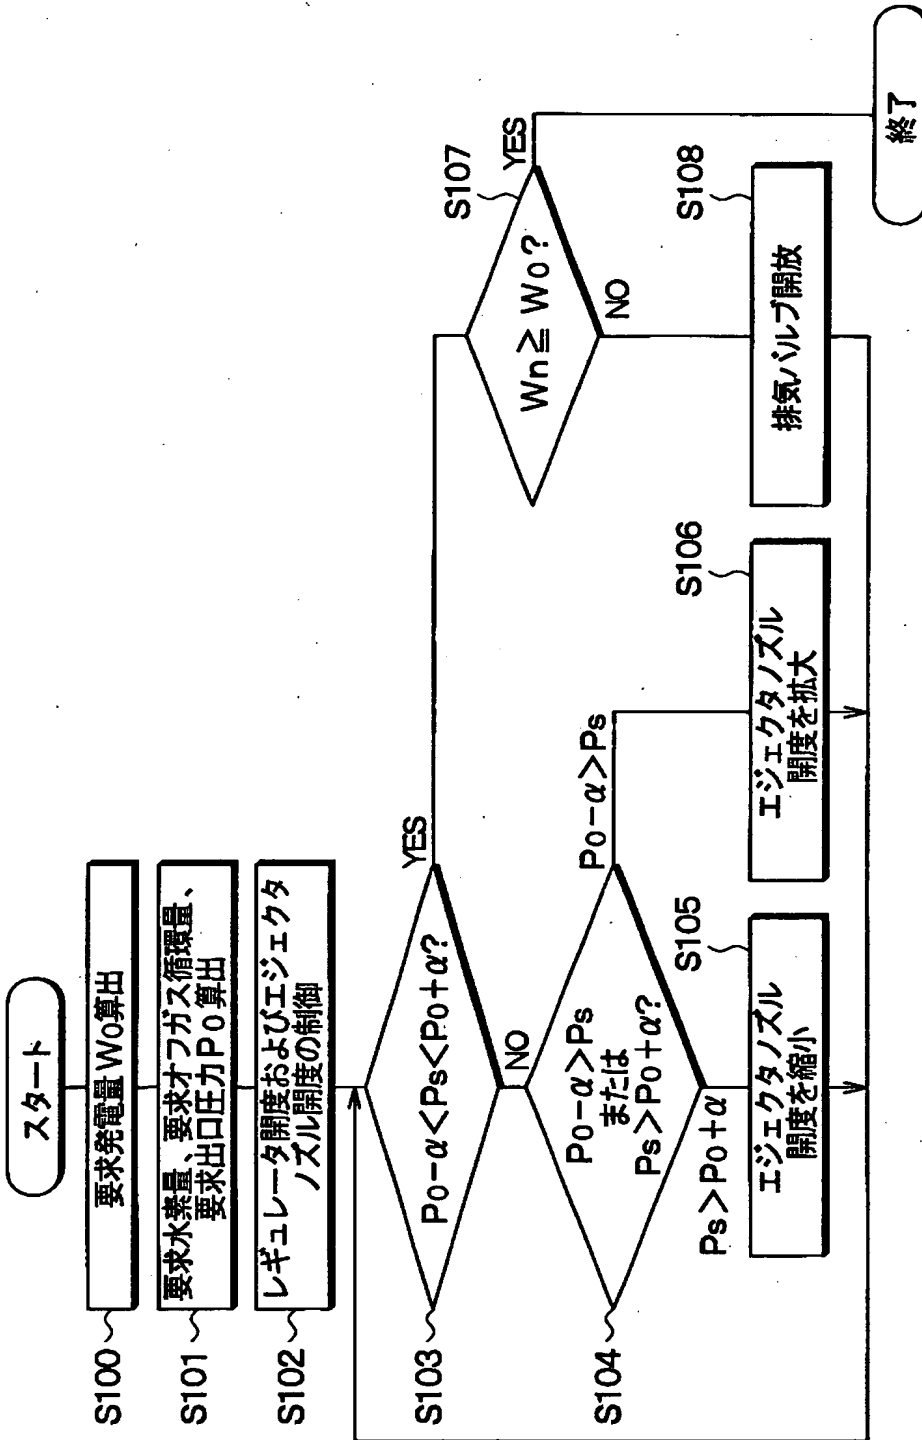 スタート
S100
要求発電量W0算出
S101
要求水素量、要求オフガス循環量、
要求出口圧力P0算出
S102
レギュレータ開度およびエジェクタ
ノズル開度の制御
S103
P0-α<Ps<P0+α?
YES
NO
S104
P0-α>Ps
または
Ps>P0+α?
P0-α>Ps
Ps>P0+α
S105
エジェクタノズル
開度を縮小
S106
エジェクタノズル
開度を拡大
S107
Wn≧W0?
YES
NO
S108
排気バルブ開放
終了